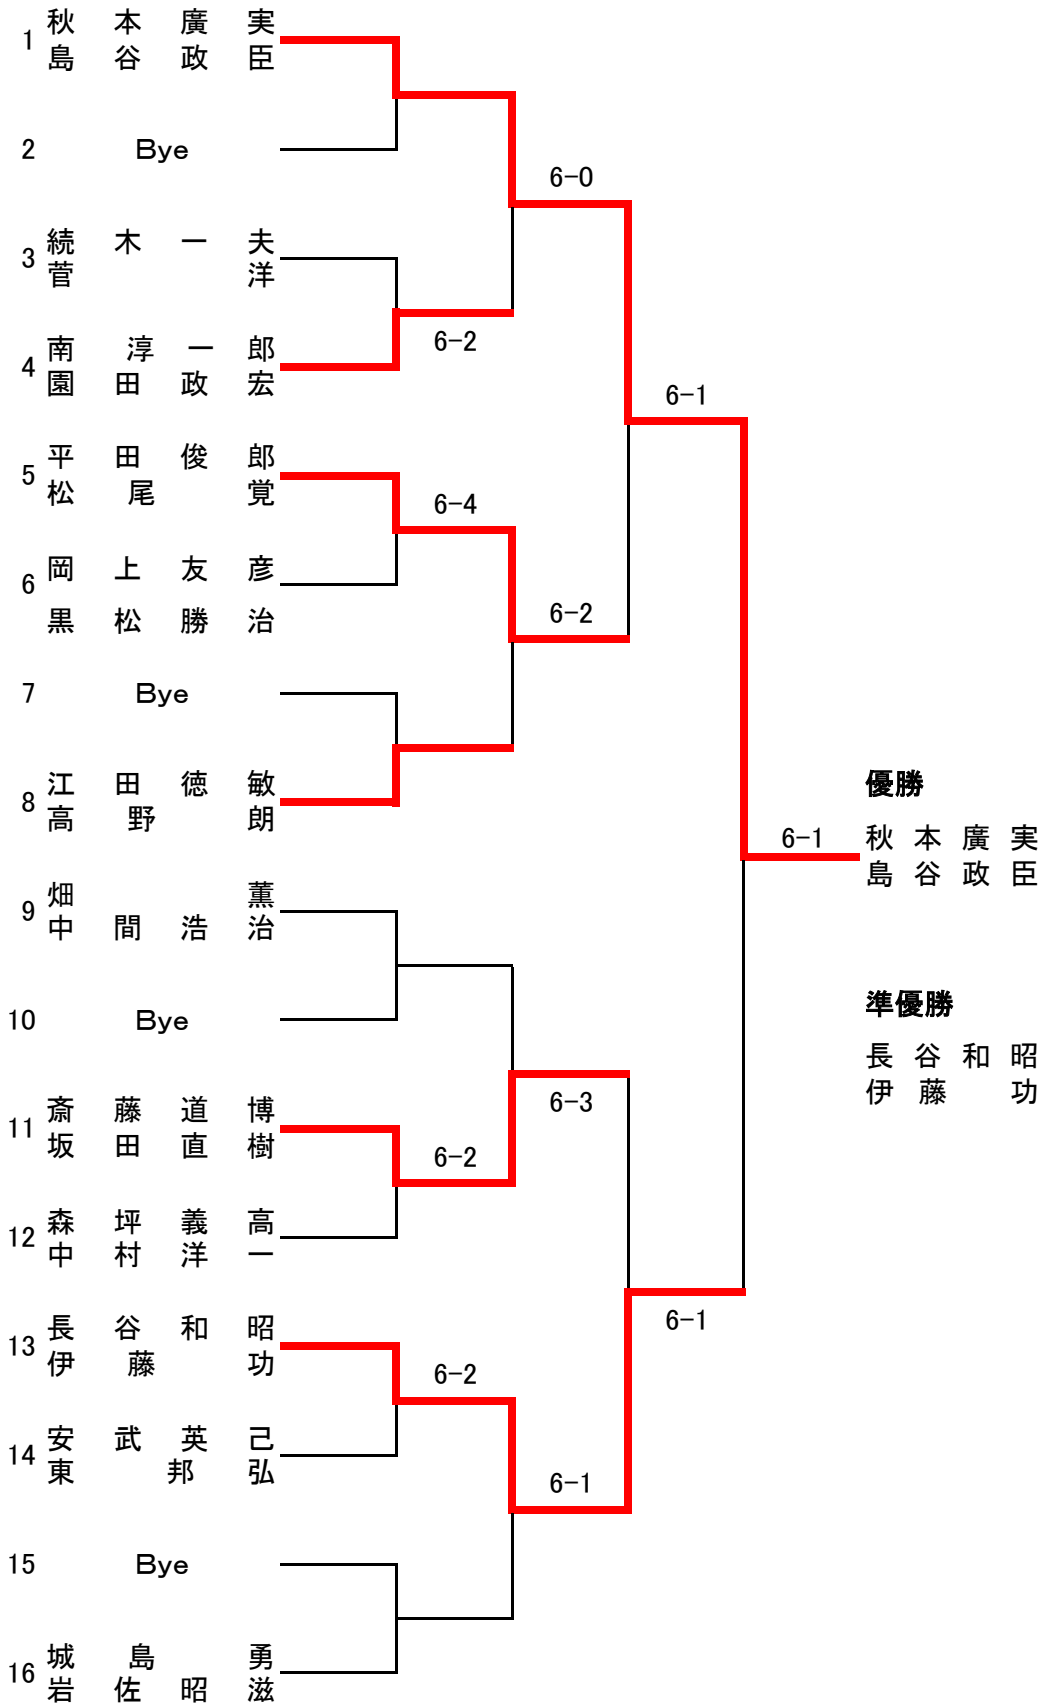 秋本廣実
1
島谷政臣
2 Bye
6-0
続木一夫
3
菅洋
6-2
南淳一郎
4
園田政宏
6-1
平田俊郎
5
松尾覚
6-4
岡上友彦
6
黒松勝治
6-2
7 Bye
江田徳敏
8
高野朗
優勝
6-1
秋本廣実
島谷政臣
畑薫
9
中間浩治
準優勝
10 Bye
長谷和昭
伊藤功
斎藤道博
11
坂田直樹
6-3
6-2
森坪義高
12
中村洋一
長谷和昭
13
伊藤功
6-1
6-2
安武英己
14
東邦弘
6-1
15 Bye
城島勇
16
岩佐昭滋